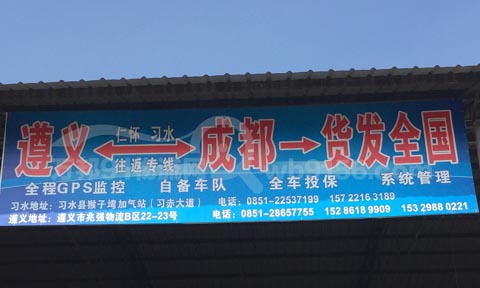 遵义 仁怀 习水 成都 货发全国
往返专线
全程GPS监控 自备车队 全车投保 系统管理
习水地址：习水县猴子塆加气站（习赤大道） 电话：0851-22537199 157 2216 3189
遵义地址：遵义市兆强物流B区22-23号 电话：0851-28657755 152 8618 9909 153 2988 0221